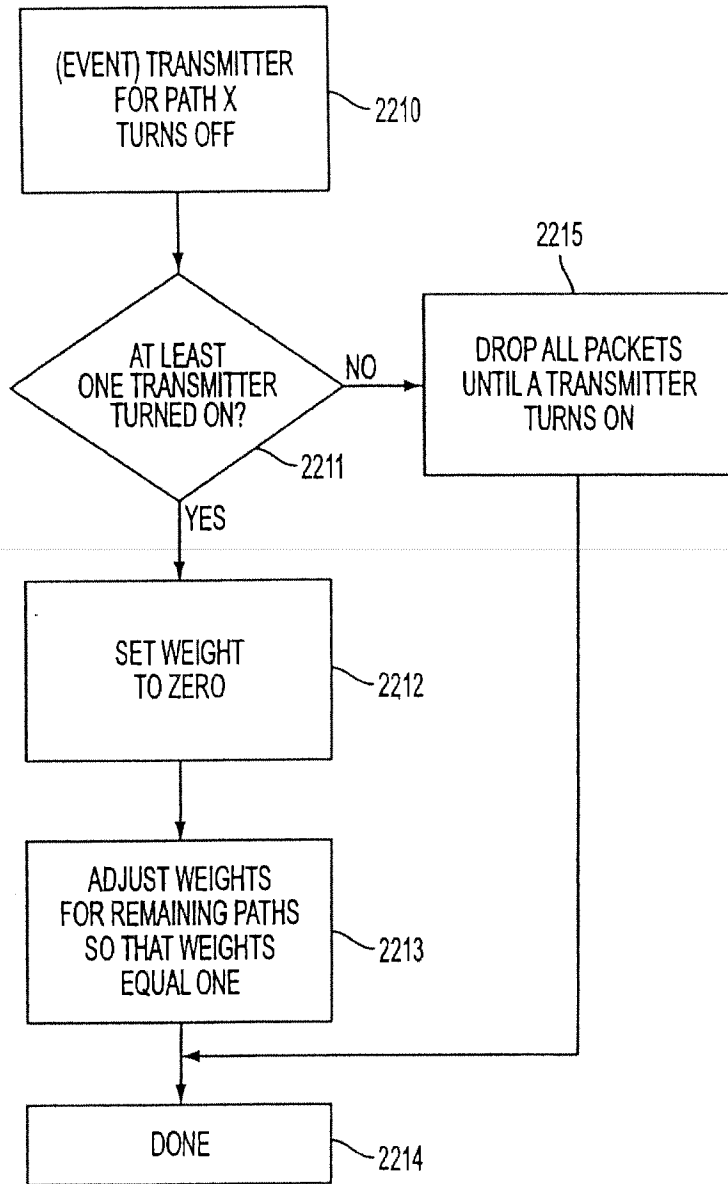 (EVENT) TRANSMITTER
FOR PATH X
TURNS OFF
2210
2215
AT LEAST
ONE TRANSMITTER
TURNED ON?
NO
DROP ALL PACKETS
UNTIL A TRANSMITTER
TURNS ON
2211
YES
SET WEIGHT
TO ZERO
2212
ADJUST WEIGHTS
FOR REMAINING PATHS
SO THAT WEIGHTS
EQUAL ONE
2213
DONE
2214